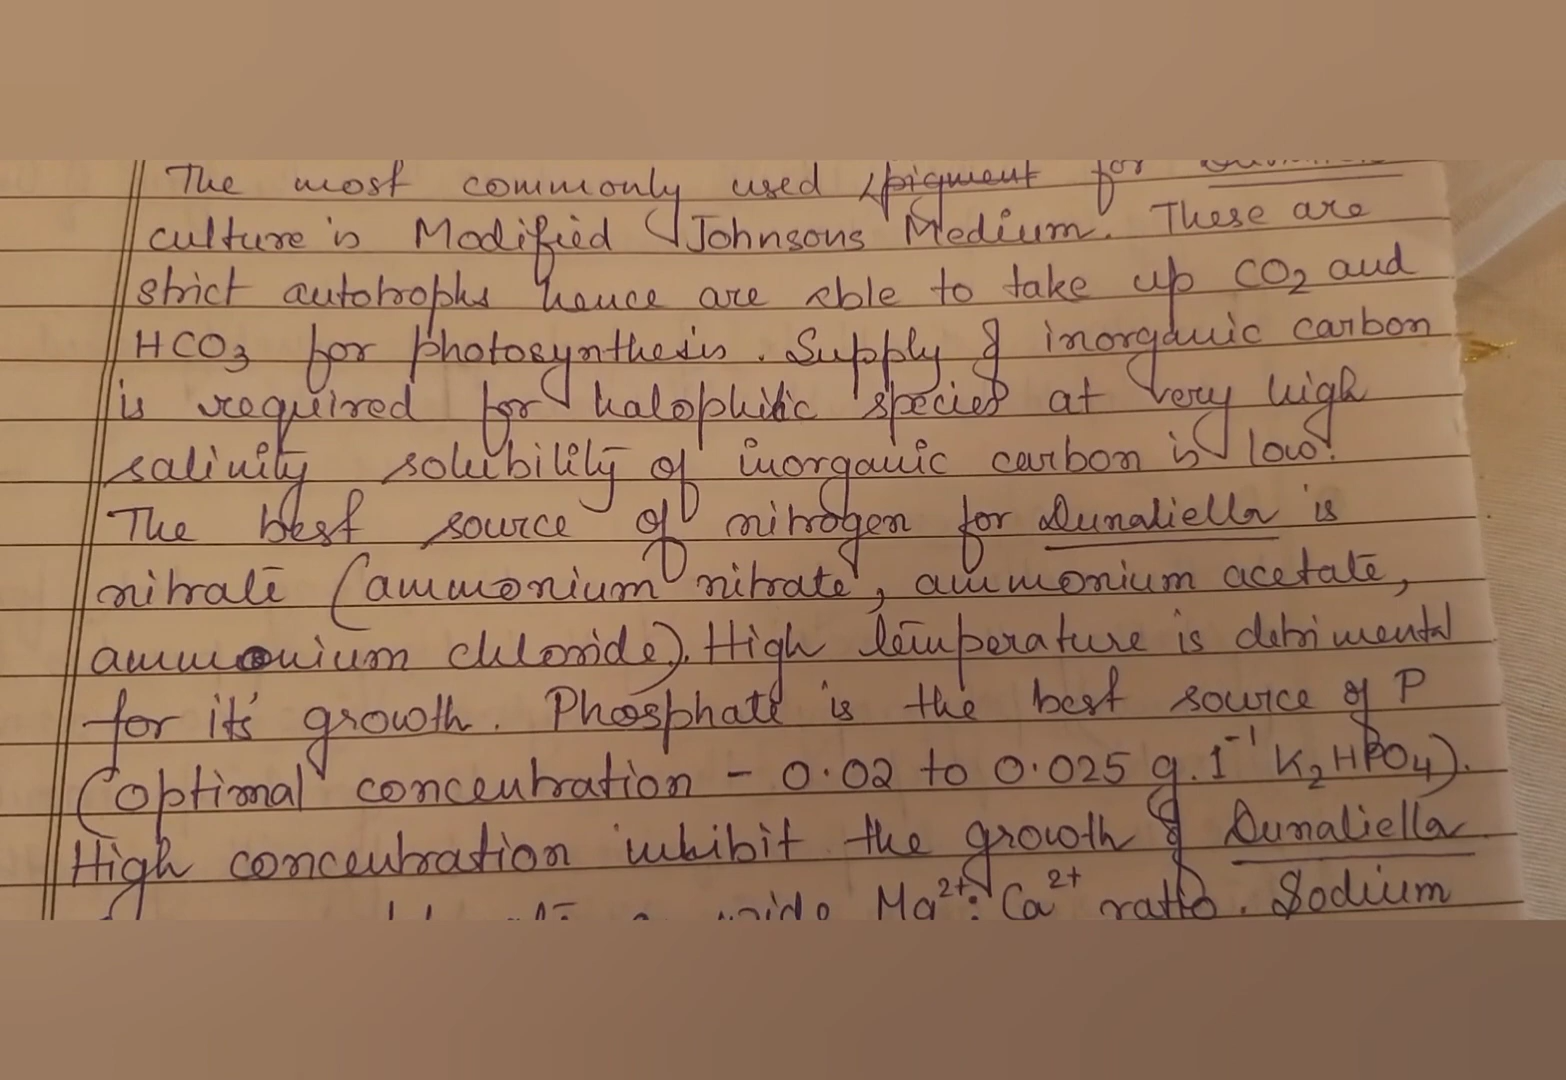 The most commonly used pigment for
culture is Modified Johnsons Medium. These are
strict autotrophs hence are able to take up CO2 and
HCO3 for photosynthesis. Supply of inorganic carbon
is required for halophilic species at very high
salinity solubility of inorganic carbon is low.
The best source of nitrogen for Dunaliella is
nitrate (ammonium nitrate, ammonium acetate,
ammonium chloride). High temperature is detrimental
for it's growth. Phosphate is the best source of P
(optimal concentration - 0.02 to 0.025 g.1⁻¹ K2HPO4).
High concentration inhibit the growth of Dunaliella
Mg²⁺: Ca²⁺ ratio. Sodium